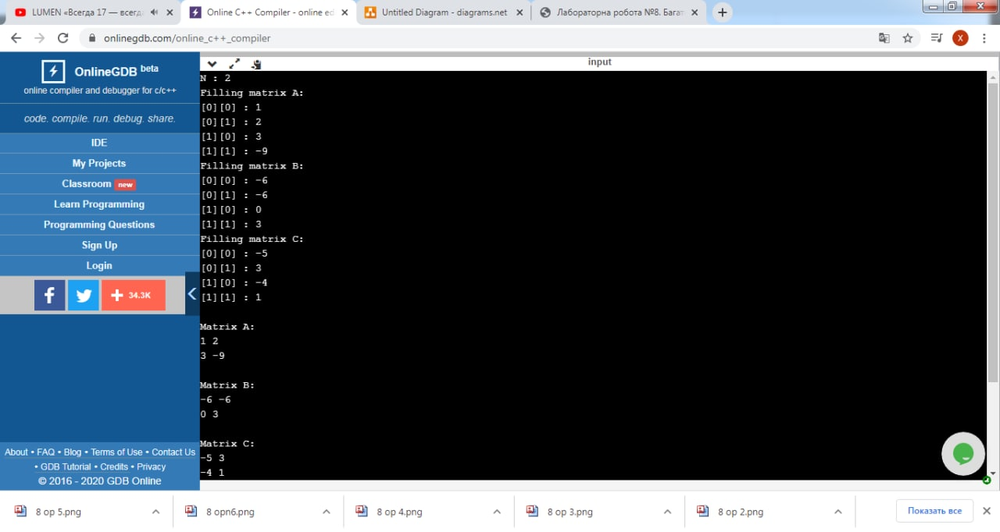 LUMEN «Всегда 17 — всегд
Online C++ Compiler - online ed
Untitled Diagram - diagrams.net
Лабораторна робота №8. Багат
onlinegdb.com/online_c++_compiler
X
OnlineGDB beta
online compiler and debugger for c/c++
code. compile. run. debug. share.
IDE
My Projects
Classroom new
Learn Programming
Programming Questions
Sign Up
Login
34.3K
About • FAQ • Blog • Terms of Use • Contact Us
• GDB Tutorial • Credits • Privacy
© 2016 - 2020 GDB Online
input
N : 2
Filling matrix A:
[0][0] : 1
[0][1] : 2
[1][0] : 3
[1][1] : -9
Filling matrix B:
[0][0] : -6
[0][1] : -6
[1][0] : 0
[1][1] : 3
Filling matrix C:
[0][0] : -5
[0][1] : 3
[1][0] : -4
[1][1] : 1
Matrix A:
1 2
3 -9
Matrix B:
-6 -6
0 3
Matrix C:
-5 3
-4 1
8 op 5.png
8 opn6.png
8 op 4.png
8 op 3.png
8 op 2.png
Показать все